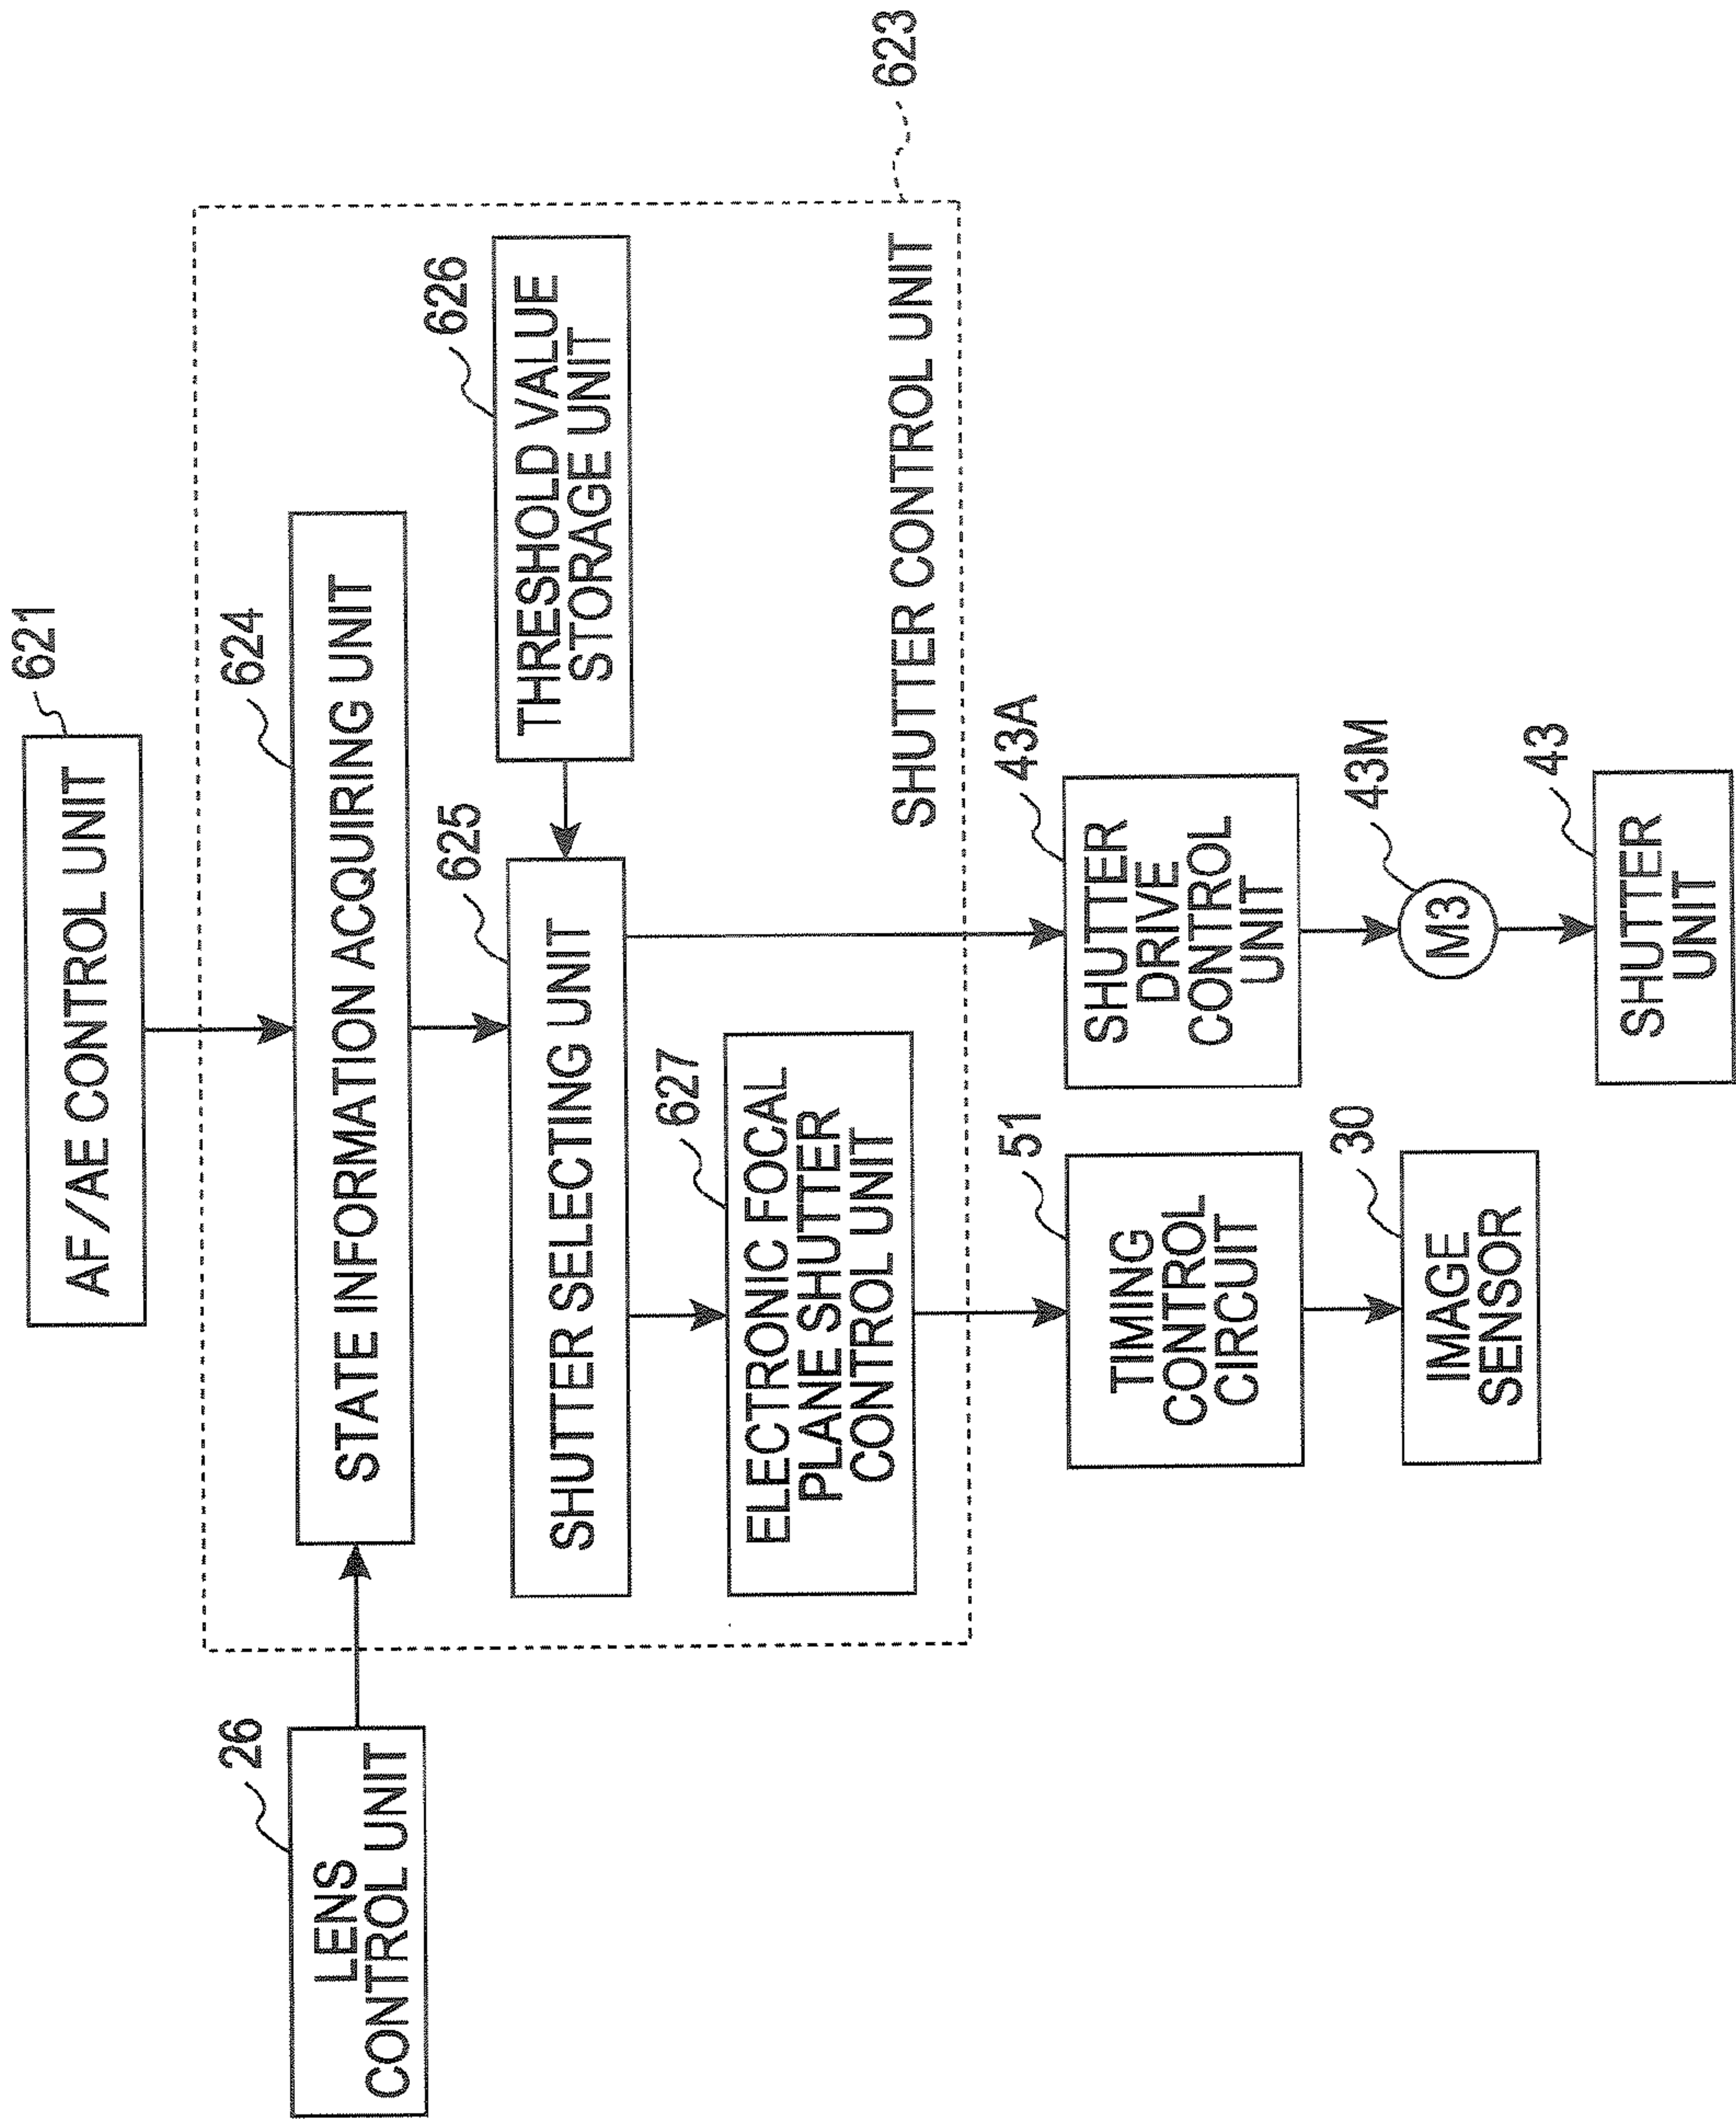 AF/AE CONTROL UNIT
621
LENS
CONTROL UNIT
26
STATE INFORMATION ACQUIRING UNIT
624
SHUTTER SELECTING UNIT
625
THRESHOLD VALUE
STORAGE UNIT
626
ELECTRONIC FOCAL
PLANE SHUTTER
CONTROL UNIT
627
SHUTTER CONTROL UNIT
623
TIMING
CONTROL
CIRCUIT
51
SHUTTER
DRIVE
CONTROL
UNIT
43A
M3
43M
IMAGE
SENSOR
30
SHUTTER
UNIT
43